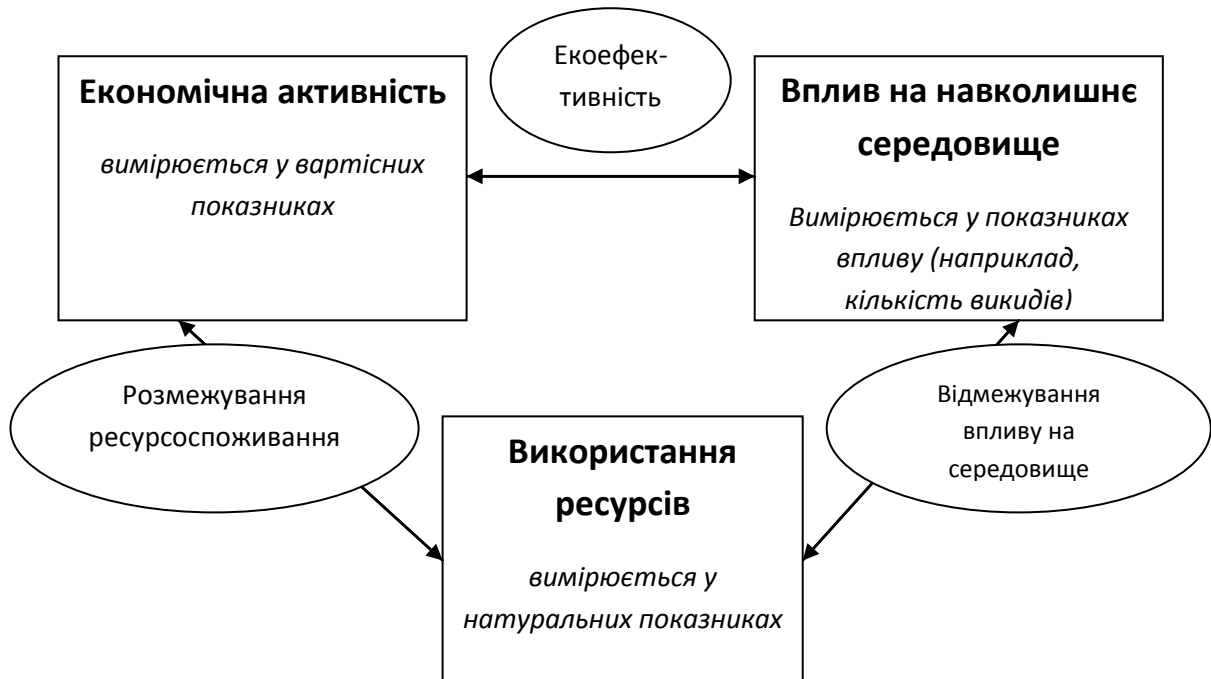 Екоефек-
тивність
Економічна активність
вимірюється у вартісних
показниках
Вплив на навколишнє
середовище
Вимірюється у показниках
впливу (наприклад,
кількість викидів)
Розмежування
ресурсоспоживання
Відмежування
впливу на
середовище
Використання
ресурсів
вимірюється у
натуральних показниках